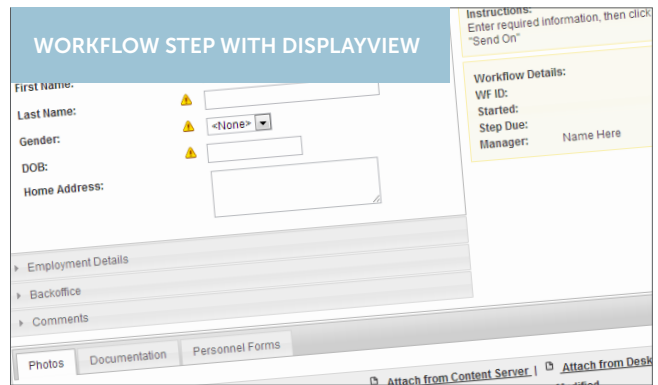 WORKFLOW STEP WITH DISPLAYVIEW
Instructions:
Enter required information, then click
"Send On"
First Name:
Last Name:
Gender:
<None>
DOB:
Home Address:
Workflow Details:
WF ID:
Started:
Step Due:
Manager: Name Here
Employment Details
Backoffice
Comments
Photos
Documentation
Personnel Forms
Attach from Content Server |
Attach from Desk